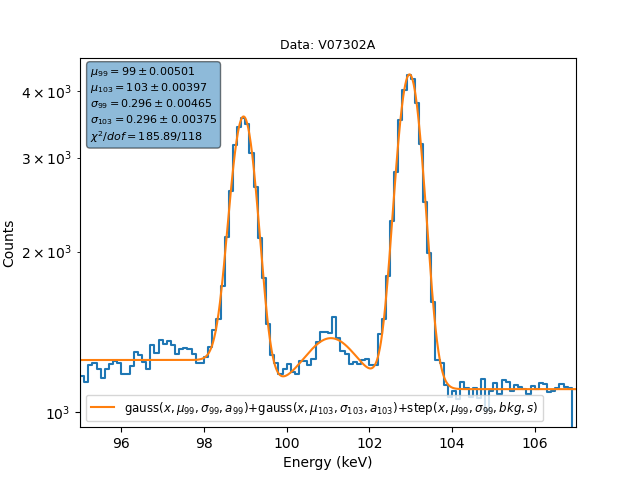 Data: V07302A
μ₉₉ = 99 ± 0.00501
μ₁₀₃ = 103 ± 0.00397
σ₉₉ = 0.296 ± 0.00465
σ₁₀₃ = 0.296 ± 0.00375
χ²/dof = 185.89/118
4 × 10³
3 × 10³
2 × 10³
10³
Counts
gauss(x, μ₉₉, σ₉₉, a₉₉)+gauss(x, μ₁₀₃, σ₁₀₃, a₁₀₃)+step(x, μ₉₉, σ₉₉, bkg, s)
96 98 100 102 104 106
Energy (keV)